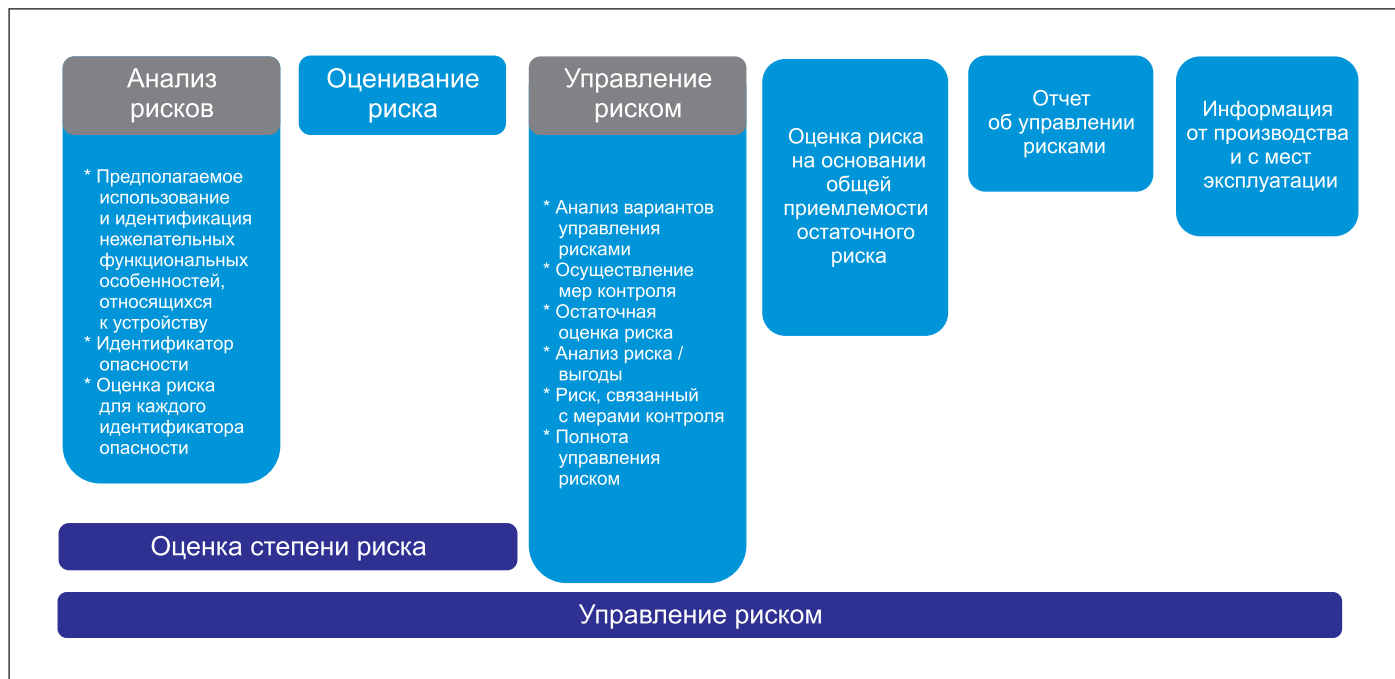 Анализ
рисков
* Предполагаемое
использование
и идентификация
нежелательных
функциональных
особенностей,
относящихся
к устройству
* Идентификатор
опасности
* Оценка риска
для каждого
идентификатора
опасности
Оценивание
риска
Управление
риском
* Анализ вариантов
управления
рисками
* Осуществление
мер контроля
* Остаточная
оценка риска
* Анализ риска /
выгоды
* Риск, связанный
с мерами контроля
* Полнота
управления
риском
Оценка риска
на основании
общей
приемлемости
остаточного
риска
Отчет
об управлении
рисками
Информация
от производства
и с мест
эксплуатации
Оценка степени риска
Управление риском